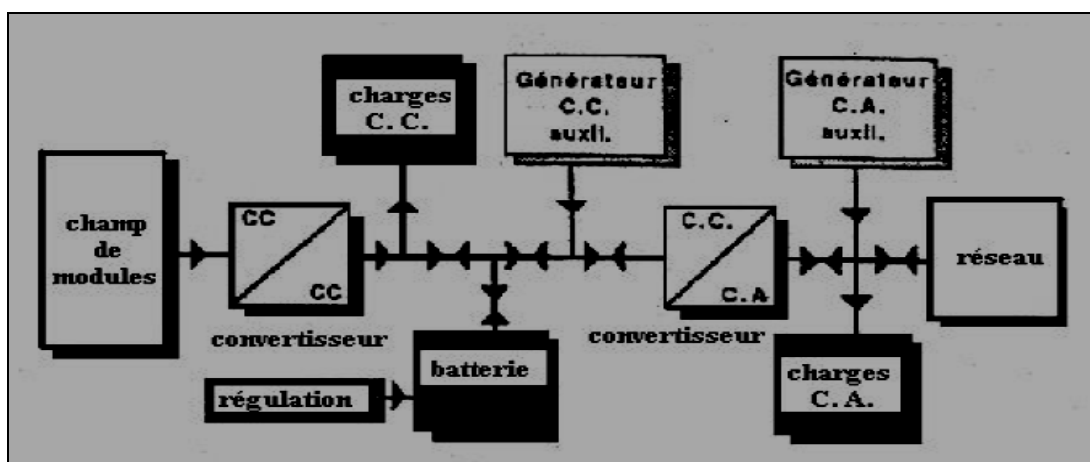 charges
C. C.
Générateur
C.C.
auxil.
Générateur
C.A.
auxil.
champ
de
modules
CC
CC
convertisseur
C.C.
C.A
convertisseur
réseau
régulation
batterie
charges
C. A.